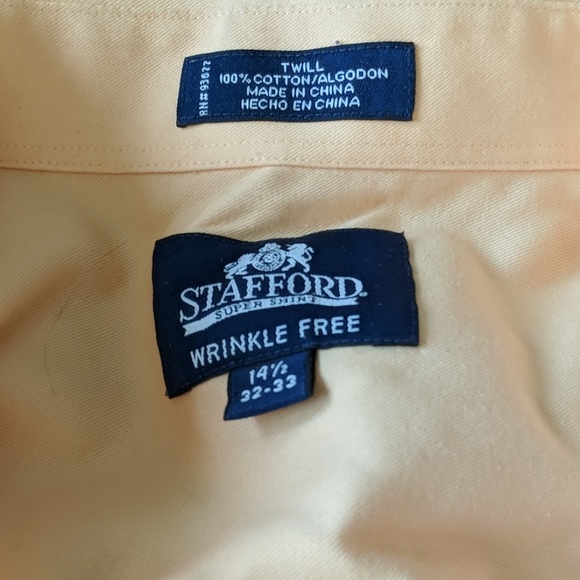 RN# 93677
TWILL
100% COTTON/ALGODON
MADE IN CHINA
HECHO EN CHINA
STAFFORD
SUPER SHIRT
WRINKLE FREE
14½
32-33